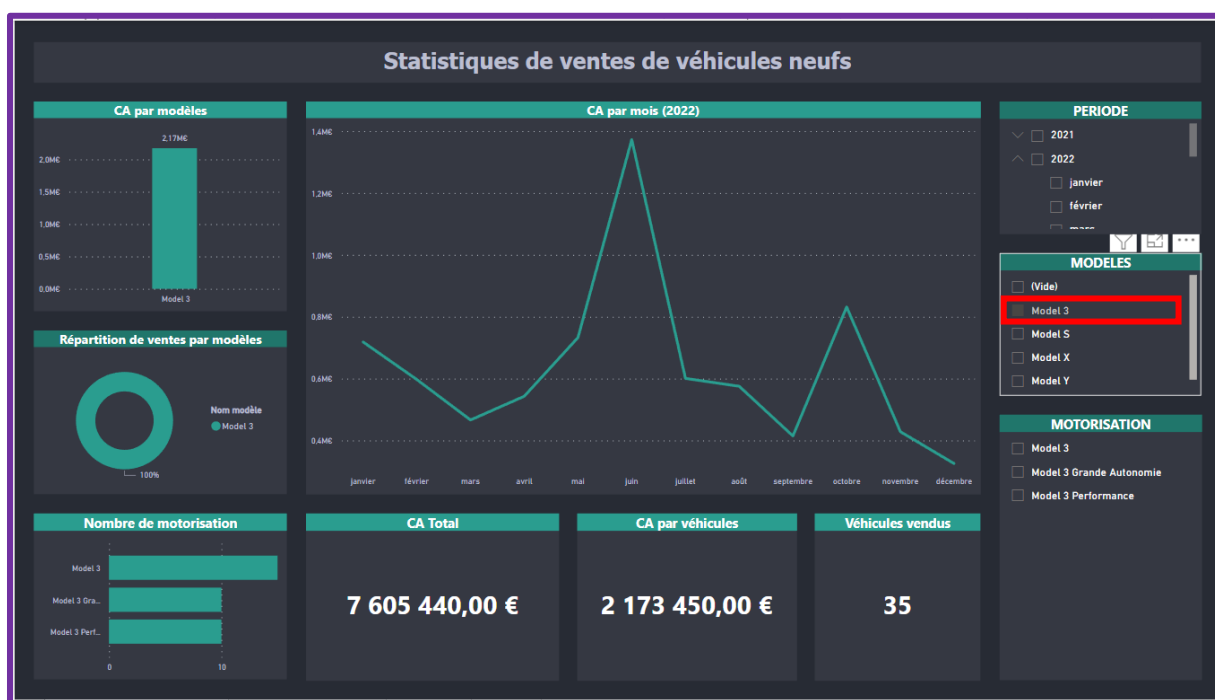 Statistiques de ventes de véhicules neufs
CA par modèles
2,17M€
2,0M€
1,5M€
1,0M€
0,5M€
0,0M€
Model 3
CA par mois (2022)
1,4M€
1,2M€
1,0M€
0,8M€
0,6M€
0,4M€
janvier février mars avril mai juin juillet août septembre octobre novembre décembre
PERIODE
2021
2022
janvier
février
mars
MODELES
(Vide)
Model 3
Model S
Model X
Model Y
Répartition de ventes par modèles
Nom modèle
Model 3
100%
MOTORISATION
Model 3
Model 3 Grande Autonomie
Model 3 Performance
Nombre de motorisation
Model 3
Model 3 Gra...
Model 3 Perf...
0 10
CA Total
7 605 440,00 €
CA par véhicules
2 173 450,00 €
Véhicules vendus
35